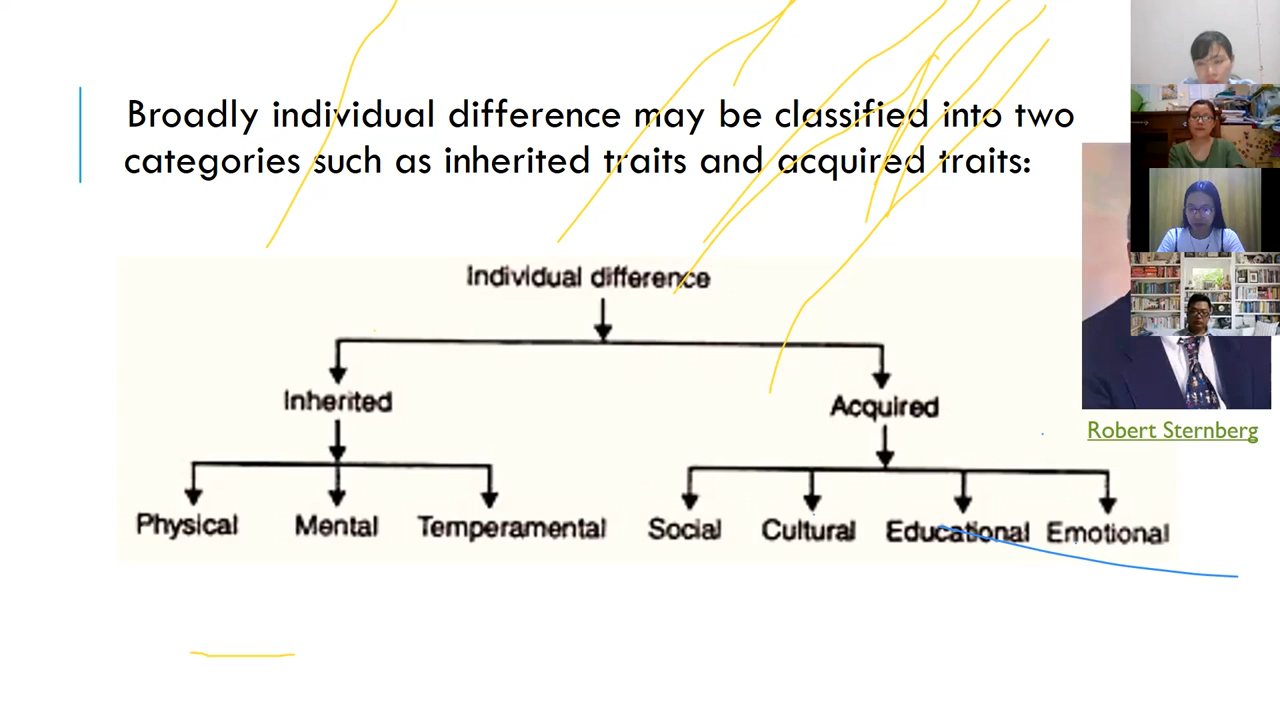 Broadly individual difference may be classified into two
categories such as inherited traits and acquired traits:
Individual difference
Inherited
Acquired
Physical
Mental
Temperamental
Social
Cultural
Educational
Emotional
Robert Sternberg